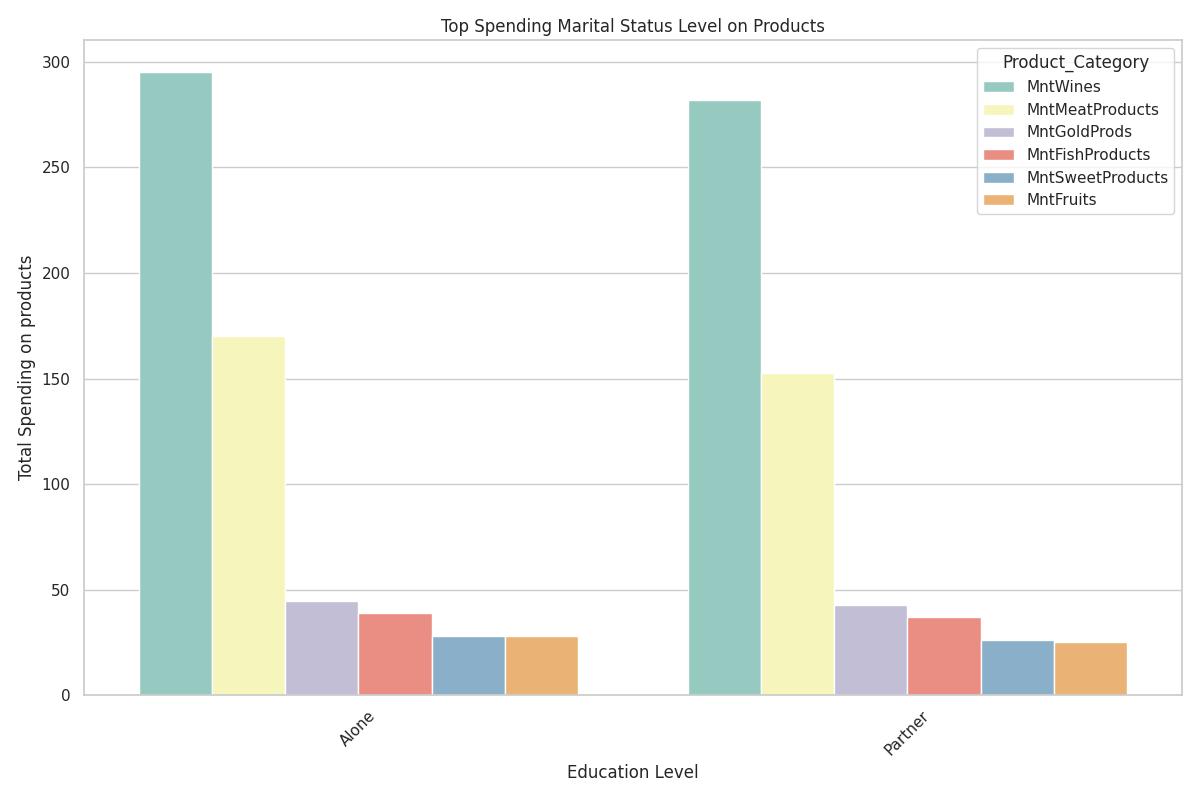 Top Spending Marital Status Level on Products
Product_Category
MntWines
MntMeatProducts
MntGoldProds
MntFishProducts
MntSweetProducts
MntFruits
Total Spending on products
300
250
200
150
100
50
0
Alone
Partner
Education Level